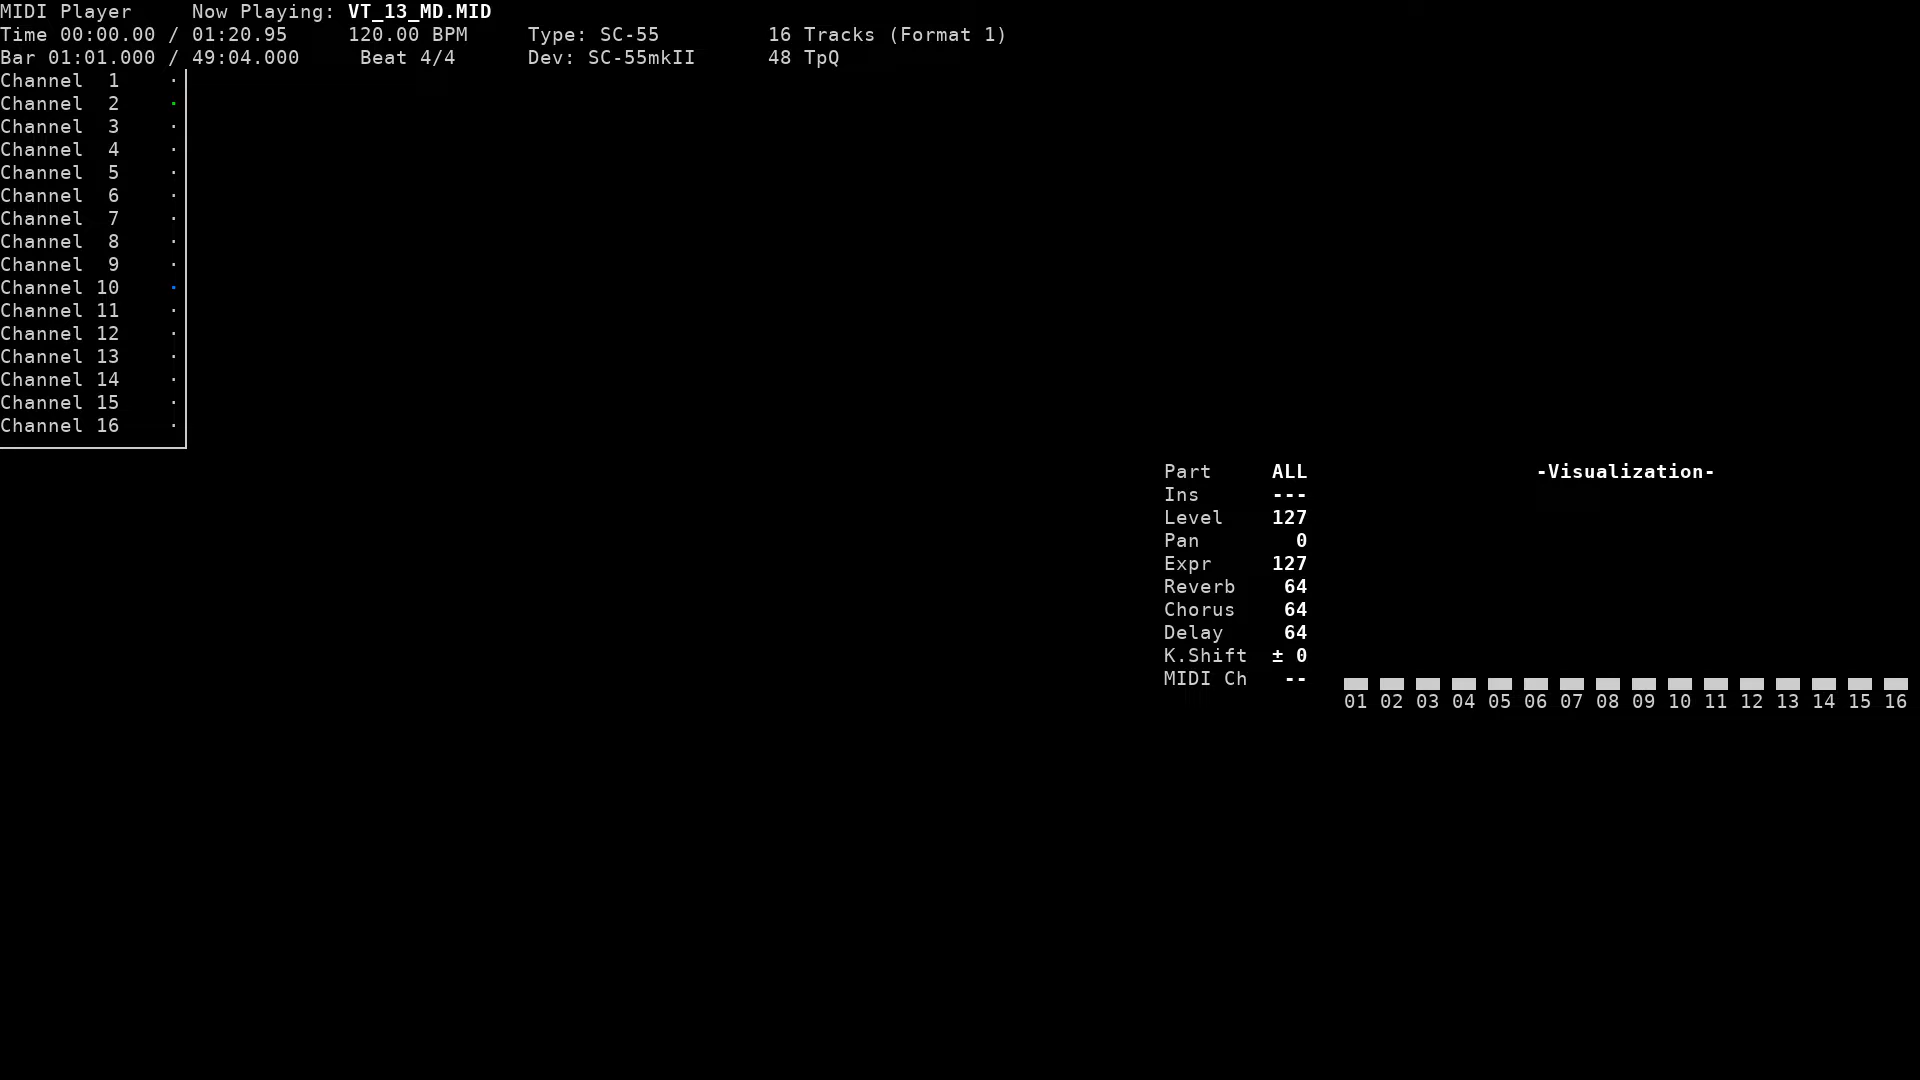 MIDI Player     Now Playing: VT_13_MD.MID
Time 00:00.00 / 01:20.95     120.00 BPM     Type: SC-55         16 Tracks (Format 1)
Bar 01:01.000 / 49:04.000     Beat 4/4      Dev: SC-55mkII      48 TpQ
Channel  1    ·
Channel  2    ·
Channel  3    ·
Channel  4    ·
Channel  5    ·
Channel  6    ·
Channel  7    ·
Channel  8    ·
Channel  9    ·
Channel 10    ·
Channel 11    ·
Channel 12    ·
Channel 13    ·
Channel 14    ·
Channel 15    ·
Channel 16    ·
Part     ALL
Ins      ---
Level    127
Pan      0
Expr     127
Reverb    64
Chorus    64
Delay     64
K.Shift  ± 0
MIDI Ch   --
-Visualization-
01 02 03 04 05 06 07 08 09 10 11 12 13 14 15 16